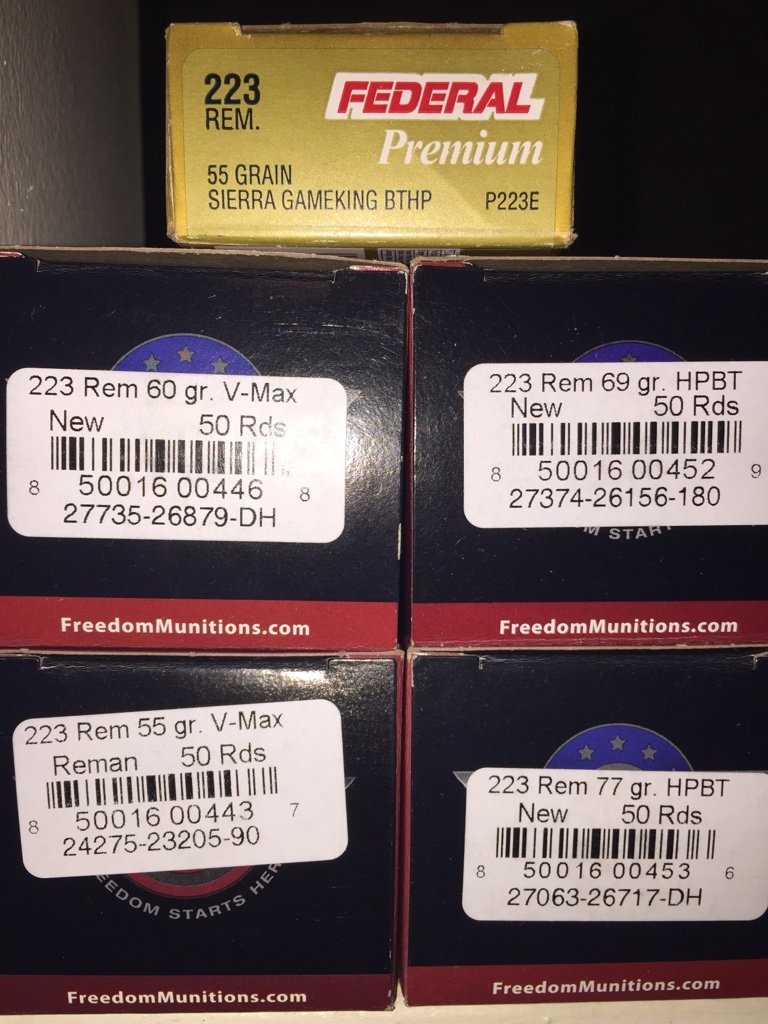 223
REM.
FEDERAL
Premium
55 GRAIN
SIERRA GAMEKING BTHP
P223E
223 Rem 60 gr. V-Max
New 50 Rds
8 50016 00446 8
27735-26879-DH
FreedomMunitions.com
223 Rem 69 gr. HPBT
New 50 Rds
8 50016 00452 9
27374-26156-180
M STAR
FreedomMunitions.com
223 Rem 55 gr. V-Max
Reman 50 Rds
8 50016 00443 7
24275-23205-90
EEDOM STARTS HER
FreedomMunitions.com
223 Rem 77 gr. HPBT
New 50 Rds
8 50016 00453 6
27063-26717-DH
FreedomMunitions.com